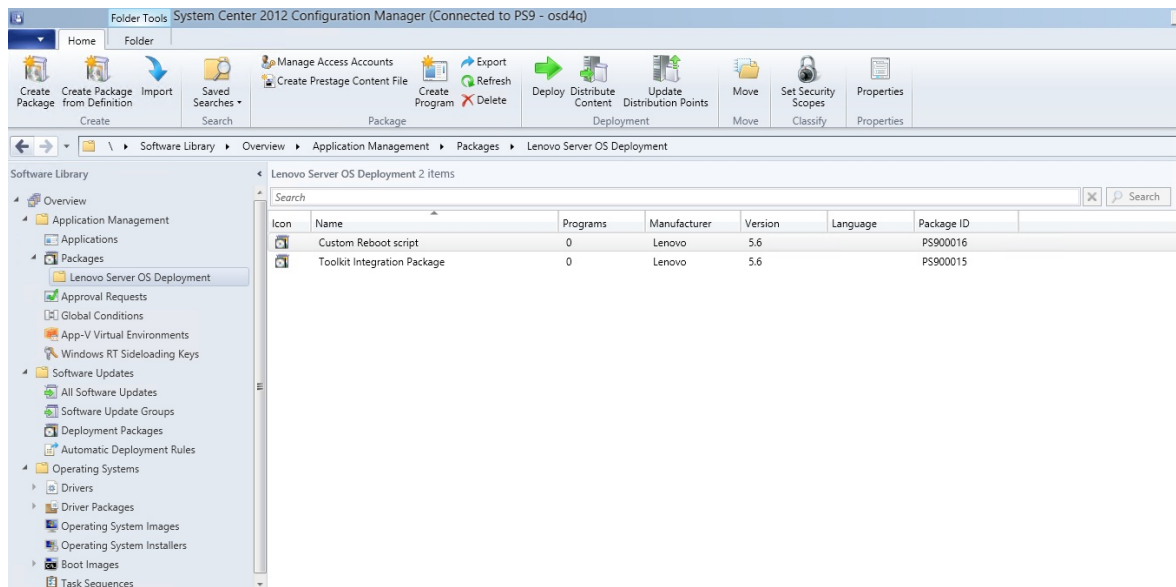 Folder Tools System Center 2012 Configuration Manager (Connected to PS9 - osd4q)
Home Folder
Create Package
Create Package from Definition
Import
Saved Searches
Manage Access Accounts
Create Prestage Content File
Create Program
Export
Refresh
Delete
Deploy
Distribute Content
Update Distribution Points
Move
Set Security Scopes
Properties
Create Search Package Deployment Move Classify Properties
\ Software Library Overview Application Management Packages Lenovo Server OS Deployment
Software Library
Overview
Application Management
Applications
Packages
Lenovo Server OS Deployment
Approval Requests
Global Conditions
App-V Virtual Environments
Windows RT Sideloading Keys
Software Updates
All Software Updates
Software Update Groups
Deployment Packages
Automatic Deployment Rules
Operating Systems
Drivers
Driver Packages
Operating System Images
Operating System Installers
Boot Images
Task Sequences
Lenovo Server OS Deployment 2 items
Search Search
Icon Name Programs Manufacturer Version Language Package ID
Custom Reboot script 0 Lenovo 5.6 PS900016
Toolkit Integration Package 0 Lenovo 5.6 PS900015